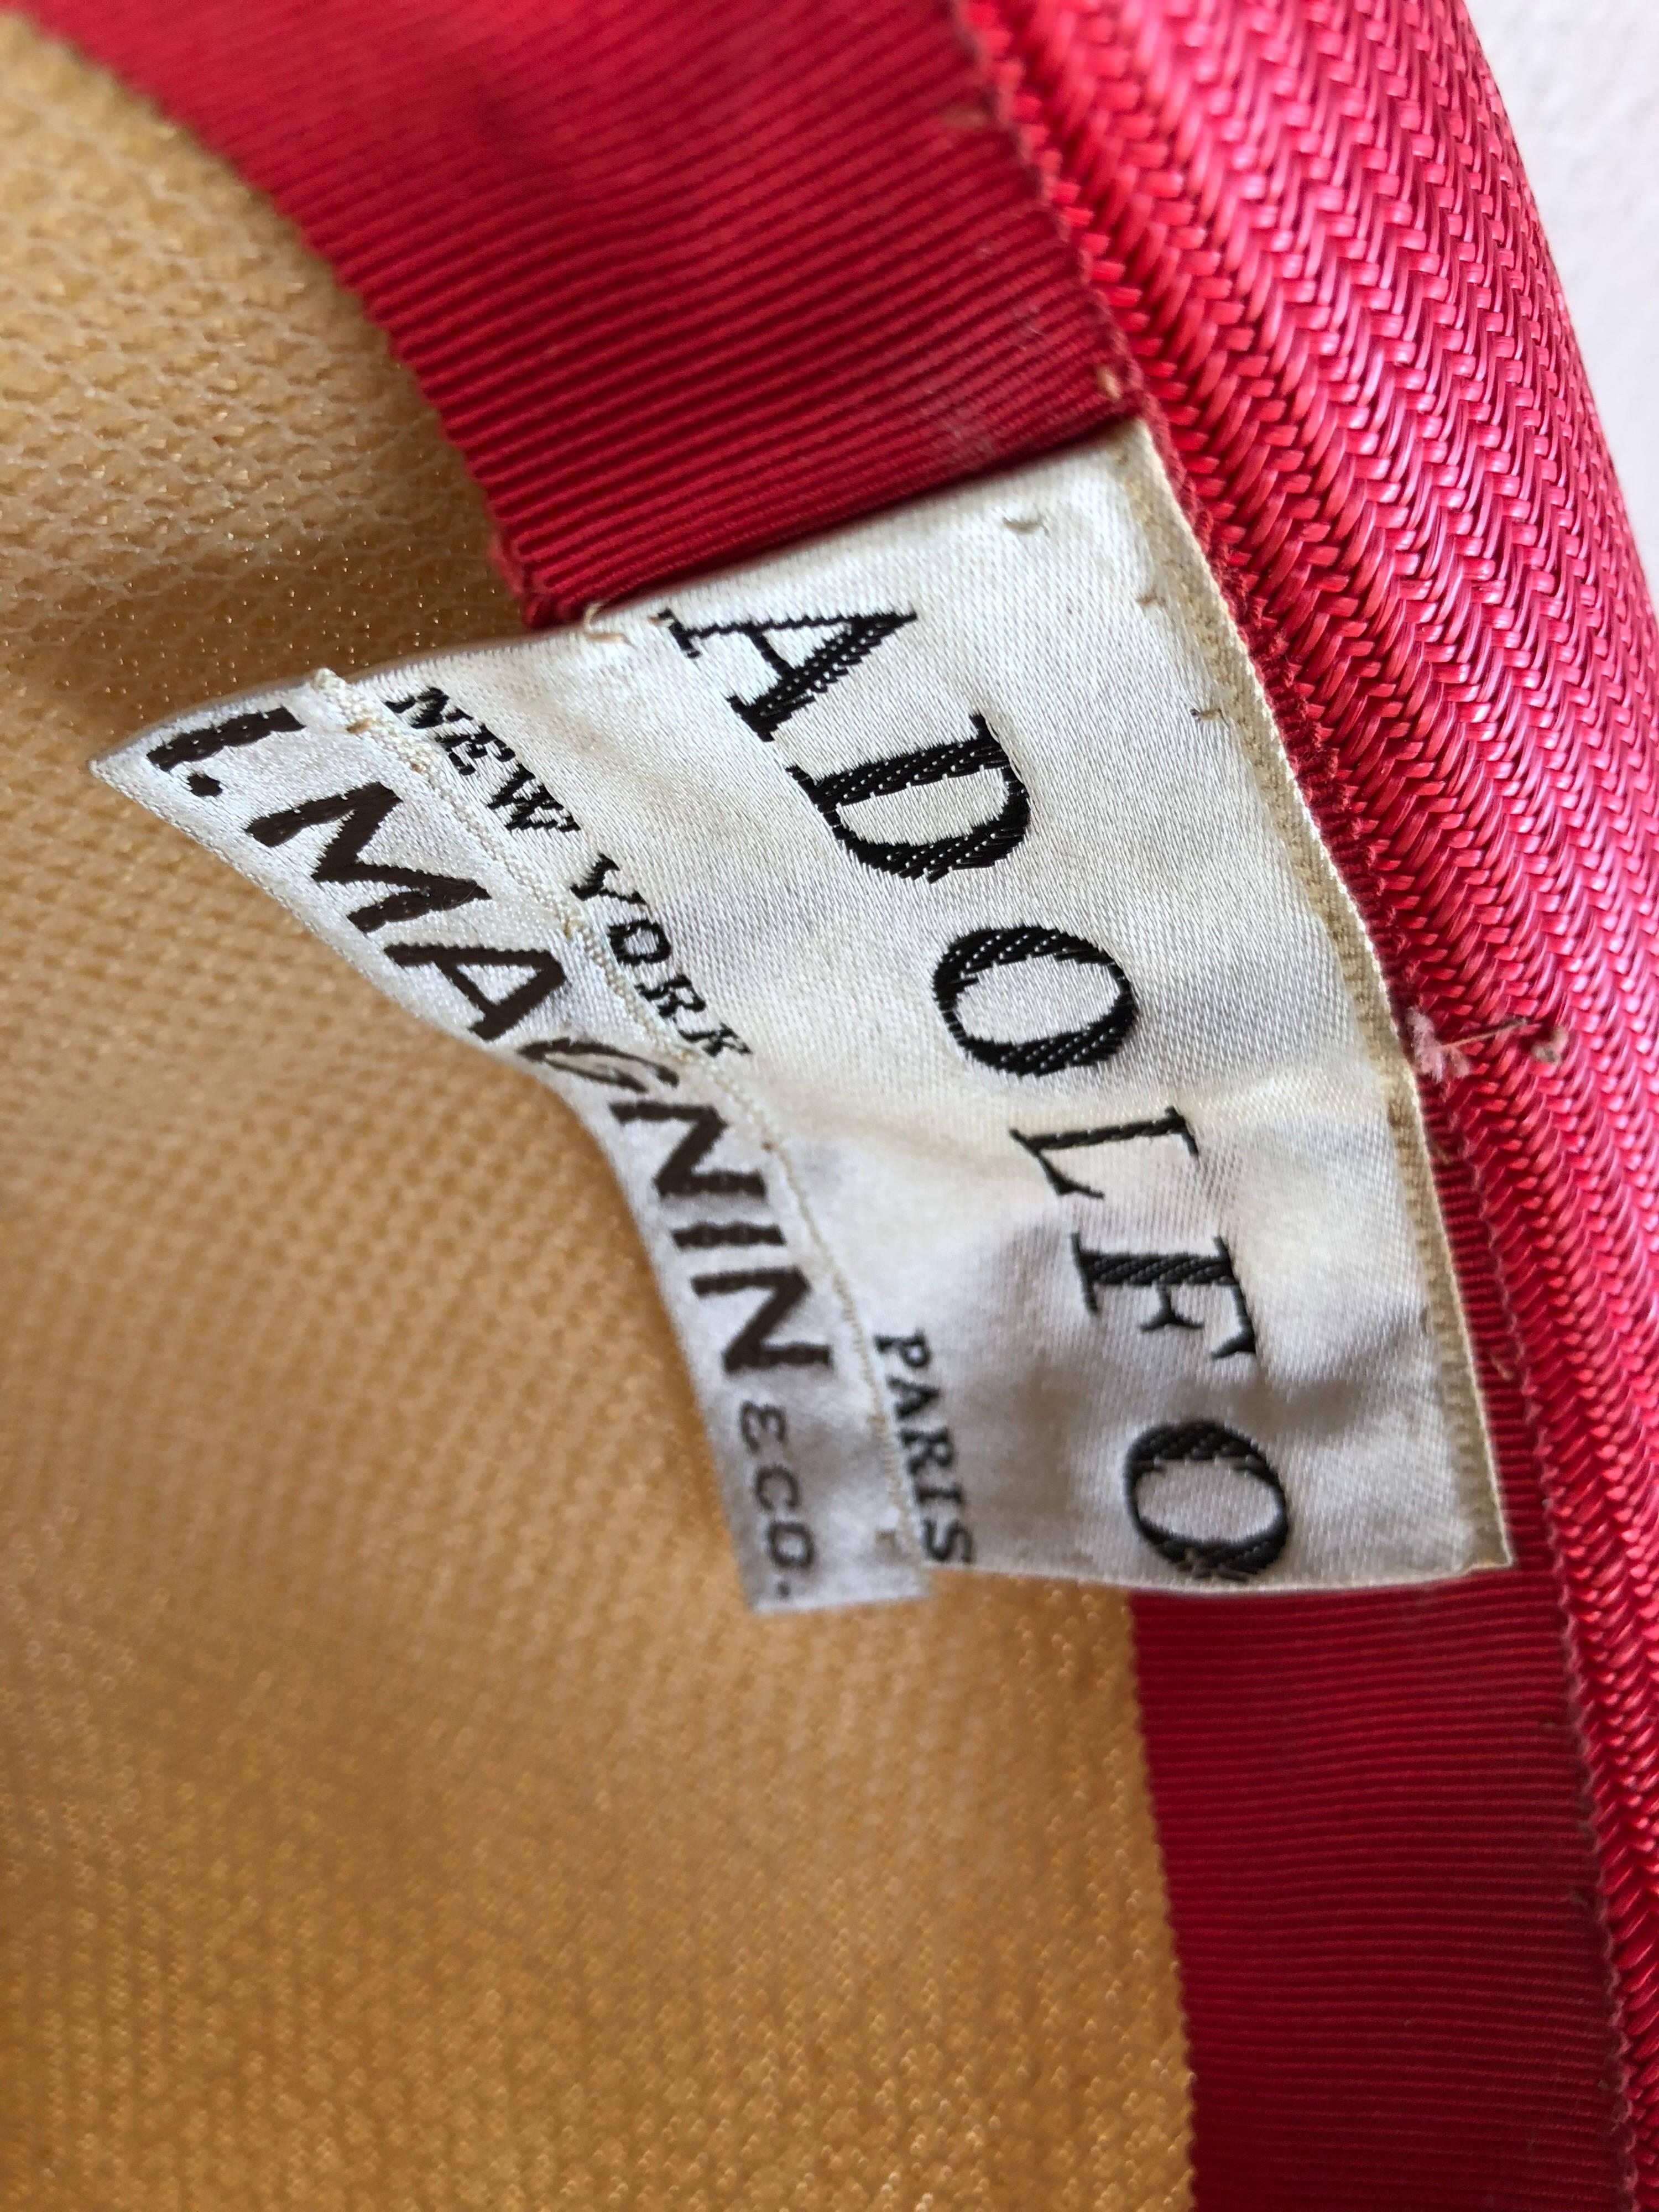 ADOLFO
NEW YORK PARIS
I. MAGNIN & CO.